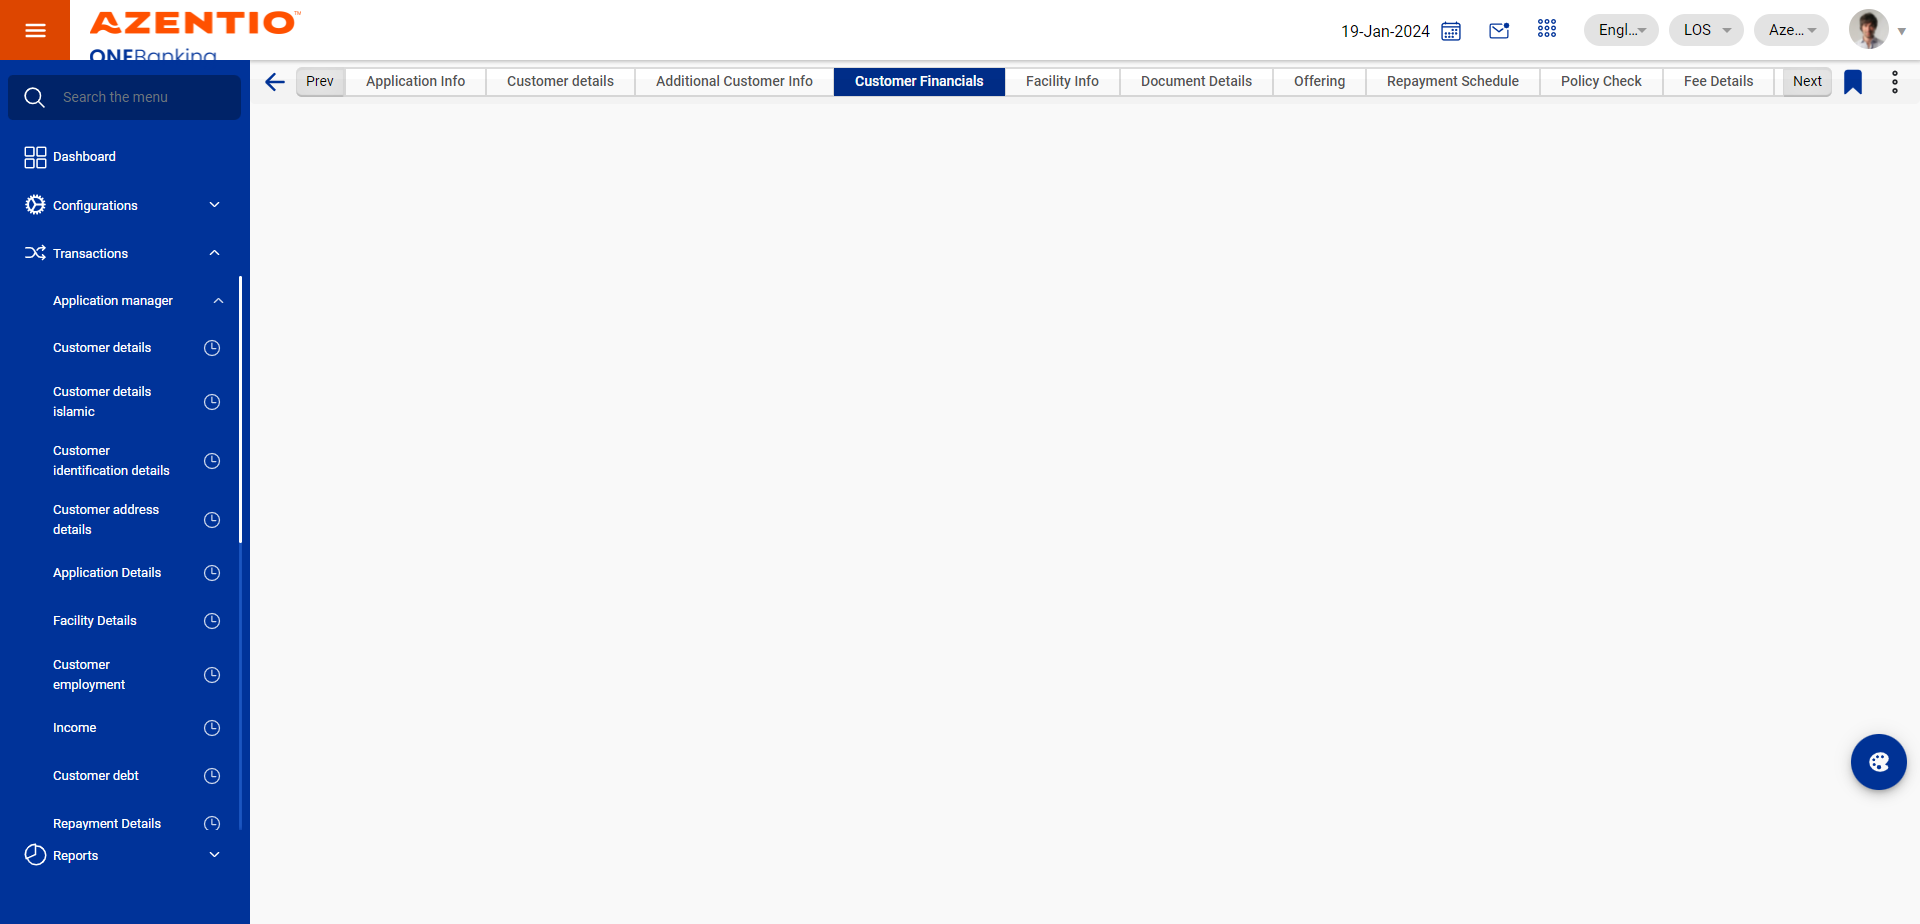 AZENTIO™
ONEBanking
19-Jan-2024
Engl...
LOS
Aze...
Search the menu
Prev
Application Info
Customer details
Additional Customer Info
Customer Financials
Facility Info
Document Details
Offering
Repayment Schedule
Policy Check
Fee Details
Next
Dashboard
Configurations
Transactions
Application manager
Customer details
Customer details
islamic
Customer
identification details
Customer address
details
Application Details
Facility Details
Customer
employment
Income
Customer debt
Repayment Details
Reports